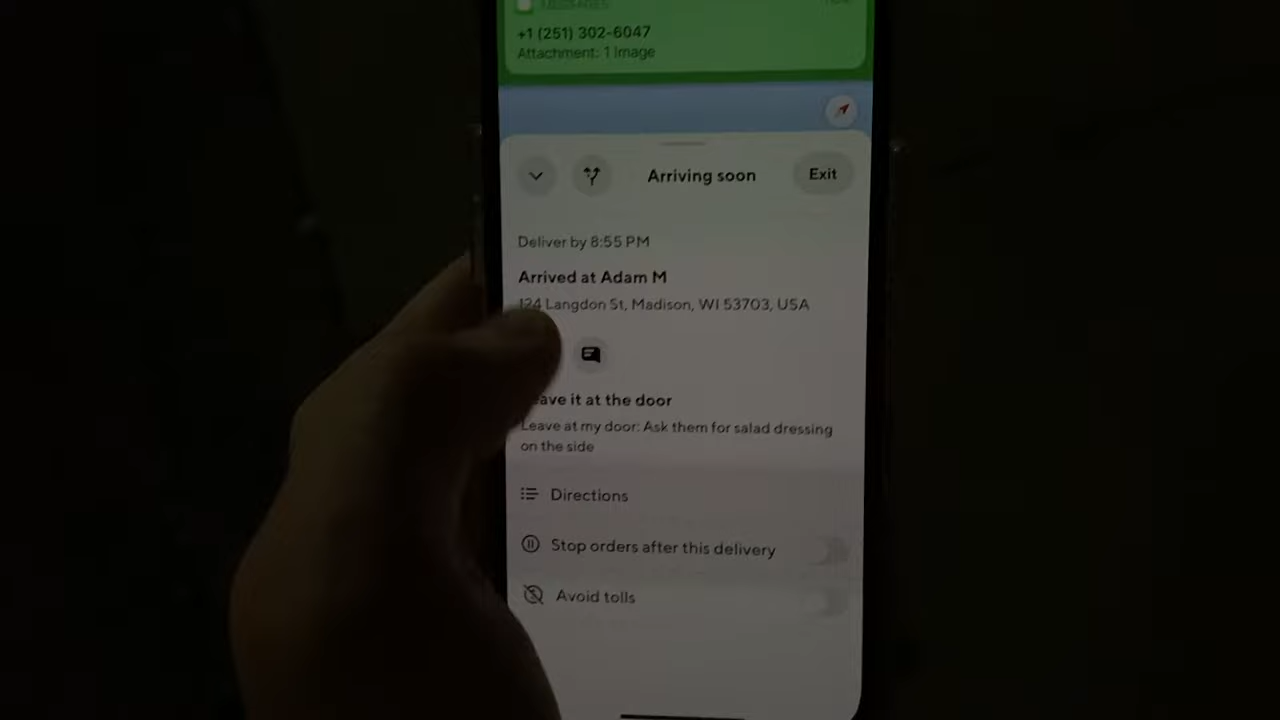 MESSAGES
+1 (251) 302-6047
Attachment: 1 Image
Arriving soon
Exit
Deliver by 8:55 PM
Arrived at Adam M
124 Langdon St, Madison, WI 53703, USA
Leave it at the door
Leave at my door: Ask them for salad dressing
on the side
Directions
Stop orders after this delivery
Avoid tolls